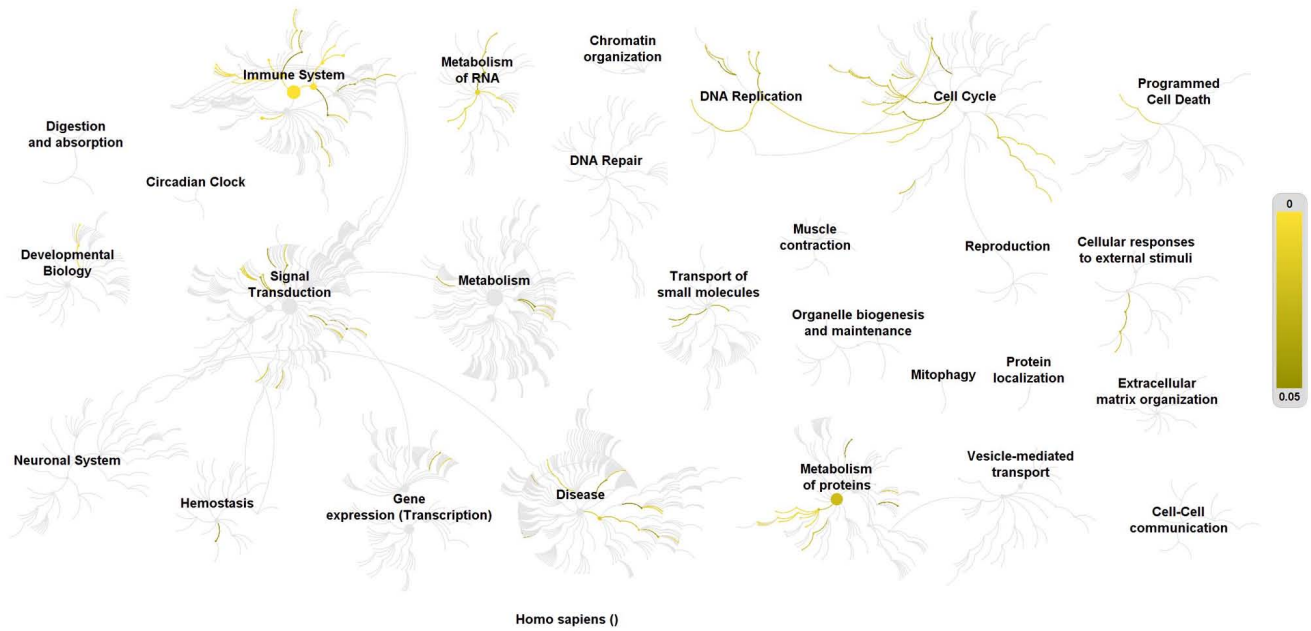 Chromatin
organization
Immune System
Metabolism
of RNA
DNA Replication
Cell Cycle
Programmed
Cell Death
Digestion
and absorption
DNA Repair
Circadian Clock
0
Developmental
Biology
Signal
Transduction
Metabolism
Transport of
small molecules
Muscle
contraction
Reproduction
Cellular responses
to external stimuli
Organelle biogenesis
and maintenance
Mitophagy
Protein
localization
Extracellular
matrix organization
0.05
Neuronal System
Hemostasis
Gene
expression (Transcription)
Disease
Metabolism
of proteins
Vesicle-mediated
transport
Cell-Cell
communication
Homo sapiens ()